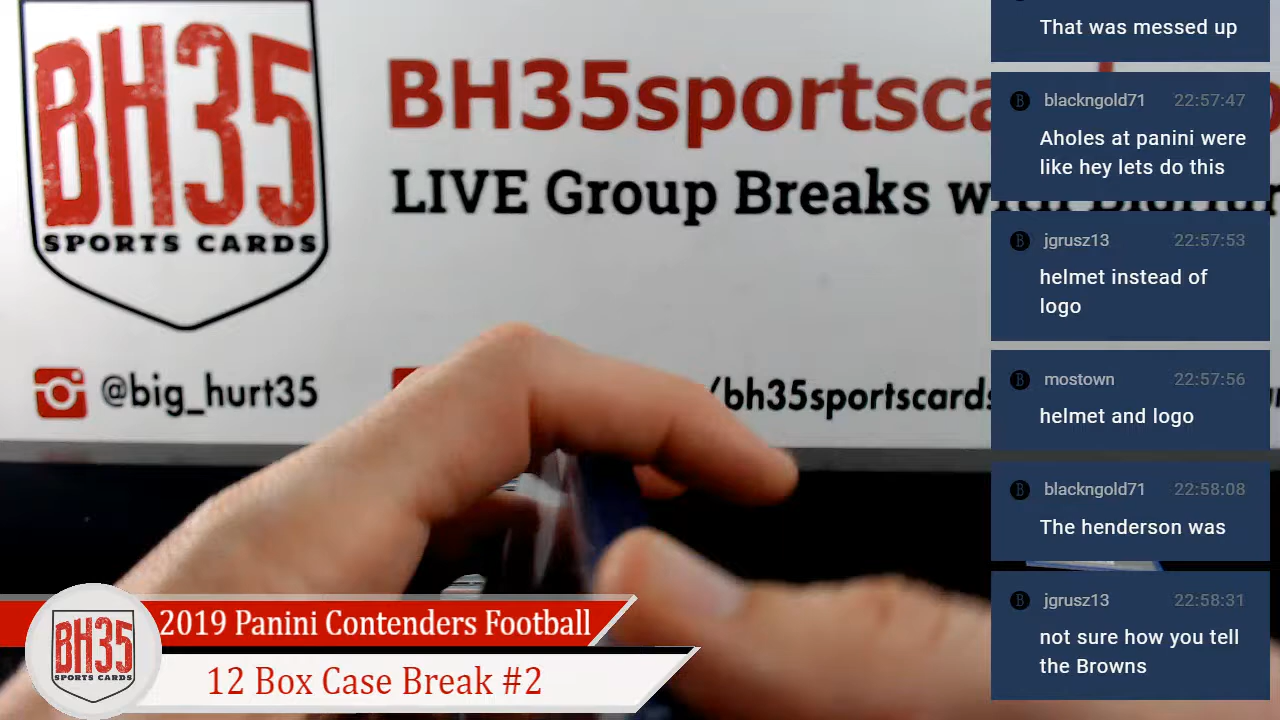 BH35
SPORTS CARDS
BH35sportsca
LIVE Group Breaks
@big_hurt35
/bh35sportscards
That was messed up
blackngold71 22:57:47
Aholes at panini were
like hey lets do this
jgrusz13 22:57:53
helmet instead of
logo
mostown 22:57:56
helmet and logo
blackngold71 22:58:08
The henderson was
jgrusz13 22:58:31
not sure how you tell
the Browns
BH35
SPORTS CARDS
2019 Panini Contenders Football
12 Box Case Break #2